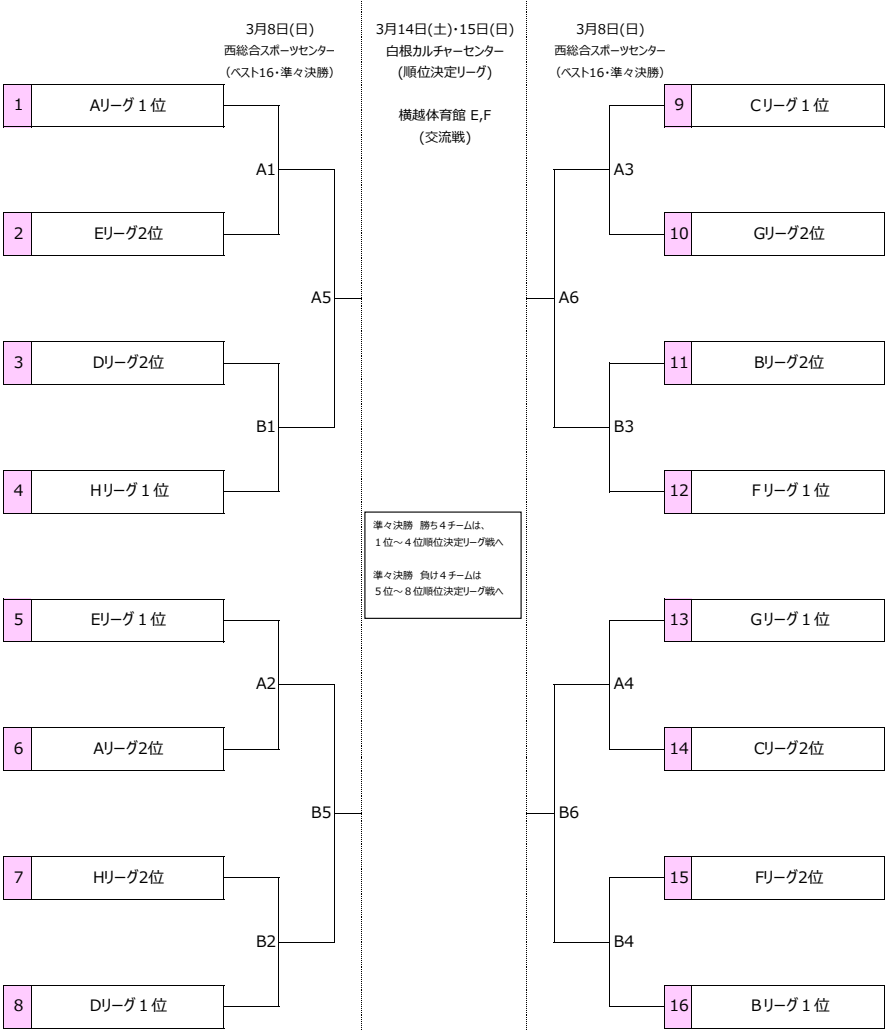 3月8日(日)
西総合スポーツセンター
(ベスト16・準々決勝)
3月14日(土)・15日(日)
白根カルチャーセンター
(順位決定リーグ)
横越体育館 E,F
(交流戦)
3月8日(日)
西総合スポーツセンター
(ベスト16・準々決勝)
1 Aリーグ１位
A1
2 Eリーグ2位
A5
3 Dリーグ2位
B1
4 Hリーグ１位
5 Eリーグ１位
A2
6 Aリーグ2位
B5
7 Hリーグ2位
B2
8 Dリーグ１位
準々決勝 勝ち４チームは、
１位～４位順位決定リーグ戦へ
準々決勝 負け４チームは
５位～８位順位決定リーグ戦へ
9 Cリーグ１位
A3
10 Gリーグ2位
A6
11 Bリーグ2位
B3
12 Fリーグ１位
13 Gリーグ１位
A4
14 Cリーグ2位
B6
15 Fリーグ2位
B4
16 Bリーグ１位